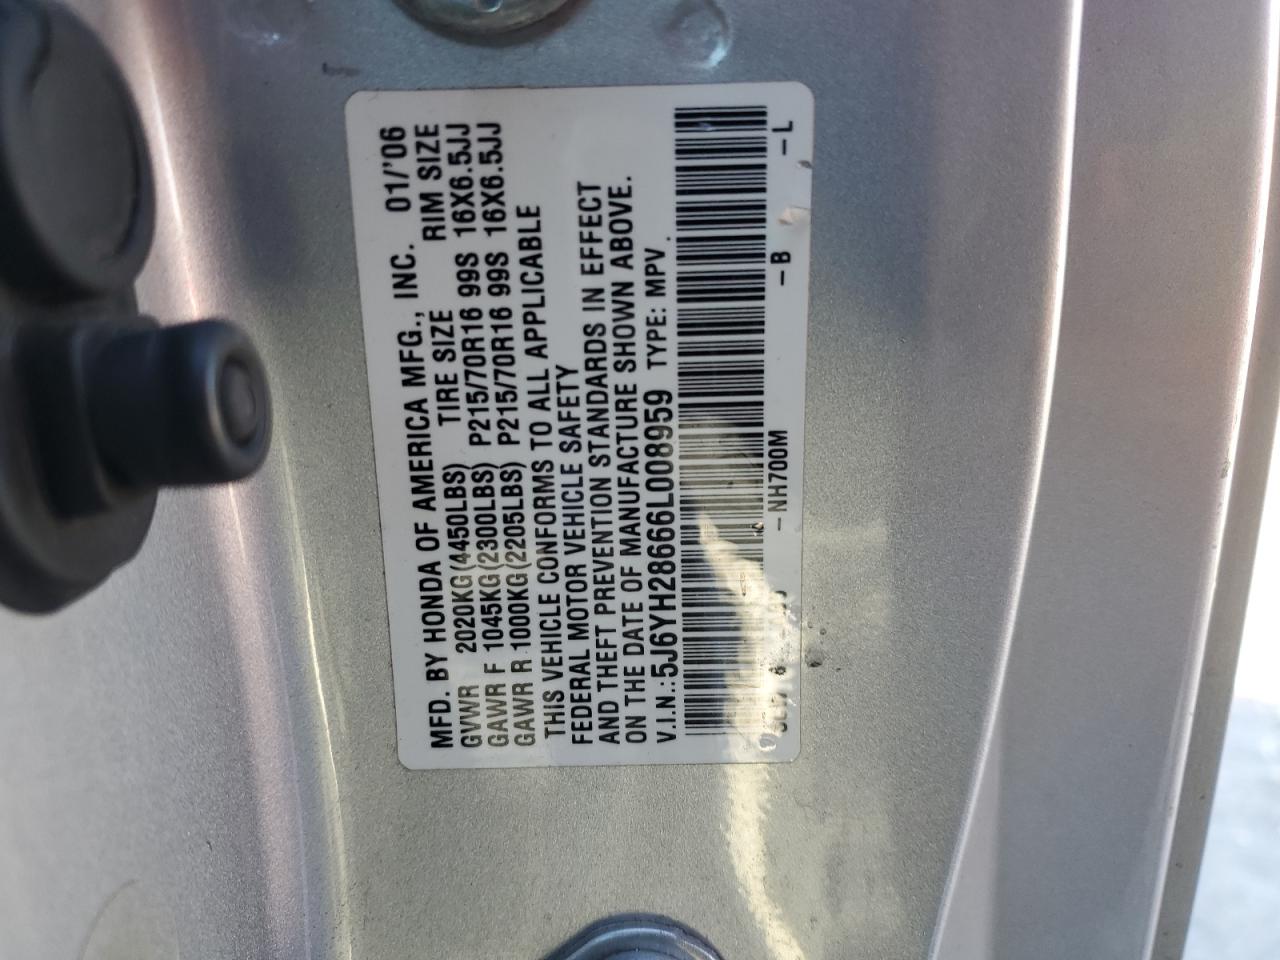 MFD. BY HONDA OF AMERICA MFG., INC. 01/'06
GVWR 2020KG(4450LBS) TIRE SIZE RIM SIZE
GAWR F 1045KG(2300LBS) P215/70R16 99S 16X6.5JJ
GAWR R 1000KG(2205LBS) P215/70R16 99S 16X6.5JJ
THIS VEHICLE CONFORMS TO ALL APPLICABLE
FEDERAL MOTOR VEHICLE SAFETY
AND THEFT PREVENTION STANDARDS IN EFFECT
ON THE DATE OF MANUFACTURE SHOWN ABOVE.
V.I.N.:5J6YH28666L008959 TYPE: MPV
-NH700M -B -L